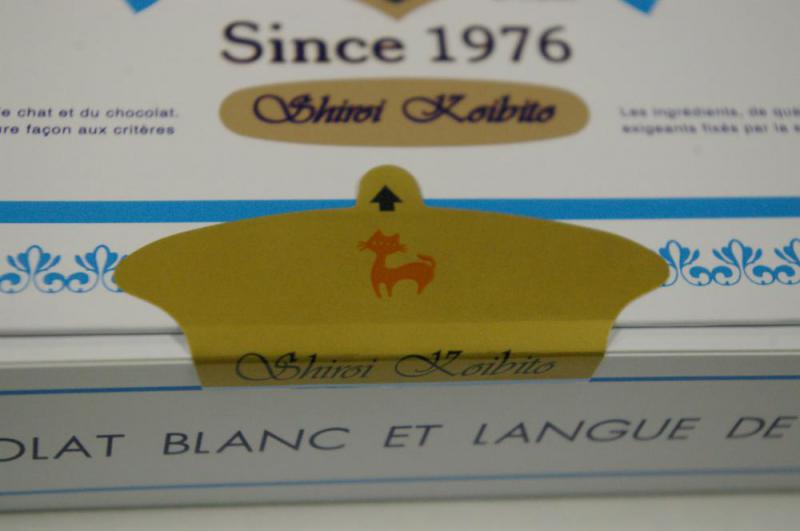 Since 1976
Shiroi Koibito
e chat et du chocolat.
re façon aux critères
Les ingrédients, de qu
exigeants fixés par le s
Shiroi Koibito
OLAT BLANC ET LANGUE DE